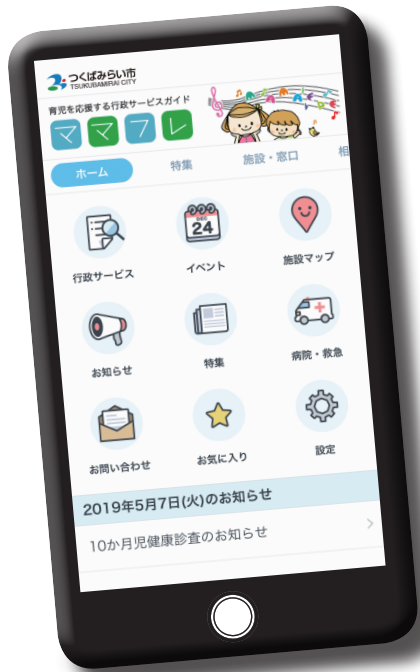 つくばみらい市
TSUKUBAMIRAI CITY
育児を応援する行政サービスガイド
ママフレ
ホーム 特集 施設・窓口 相
DEC
24
行政サービス イベント 施設マップ
お知らせ 特集 病院・救急
お問い合わせ お気に入り 設定
2019年5月7日(火)のお知らせ
10か月児健康診査のお知らせ